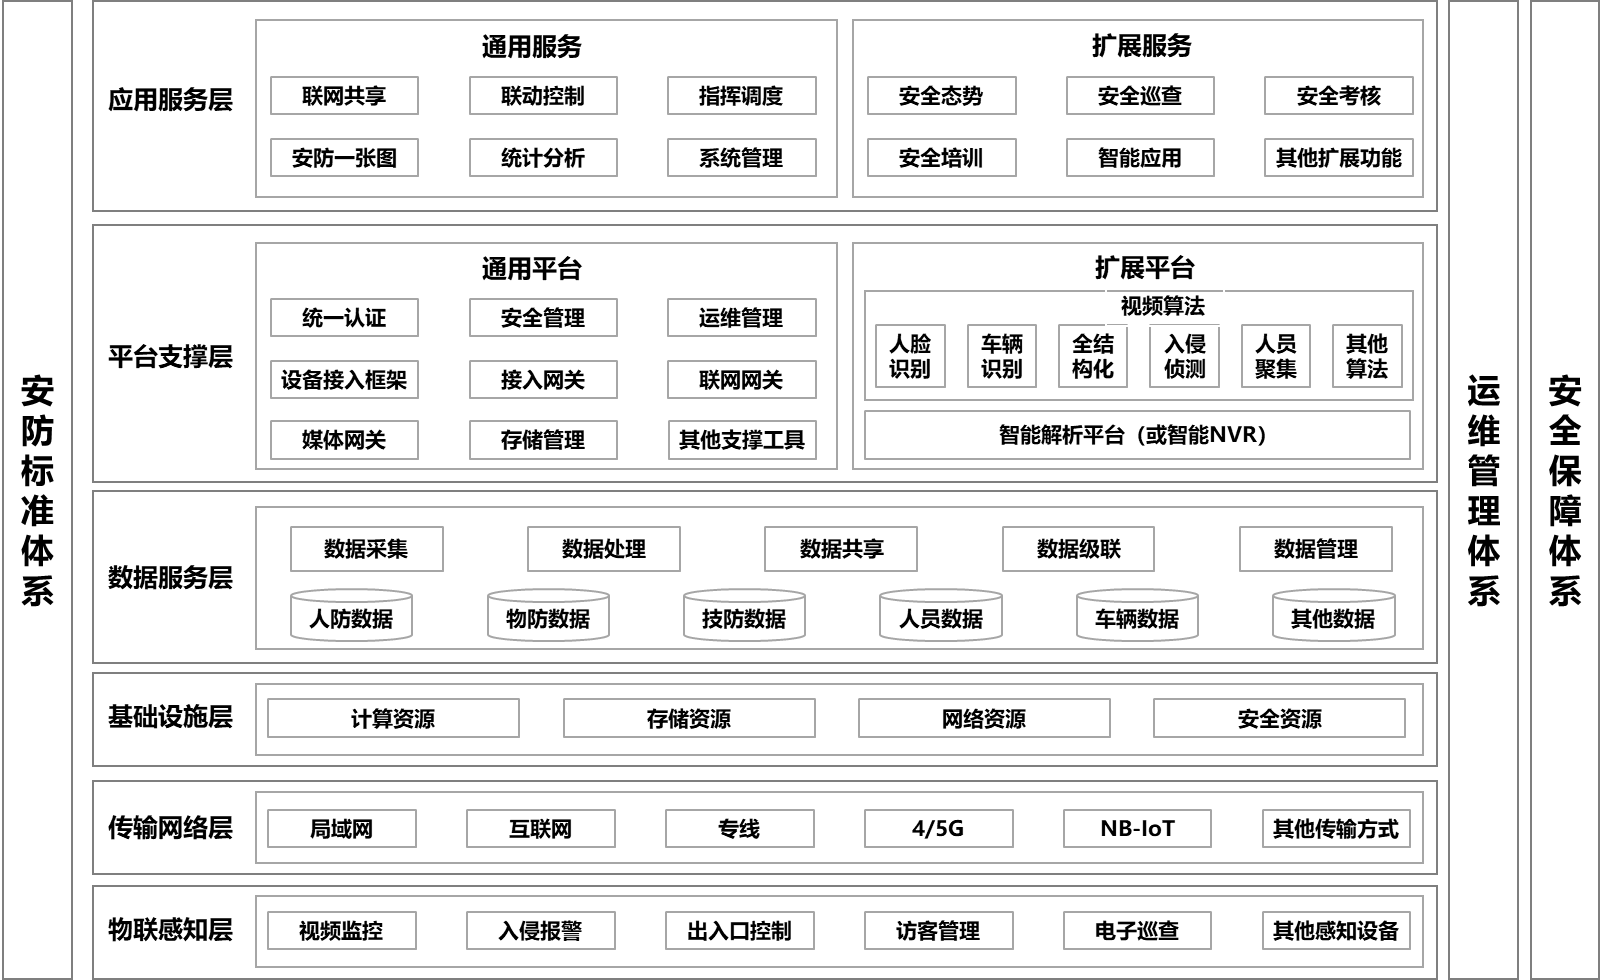 安防标准体系
应用服务层
通用服务
联网共享
联动控制
指挥调度
安防一张图
统计分析
系统管理
扩展服务
安全态势
安全巡查
安全考核
安全培训
智能应用
其他扩展功能
平台支撑层
通用平台
统一认证
安全管理
运维管理
设备接入框架
接入网关
联网网关
媒体网关
存储管理
其他支撑工具
扩展平台
视频算法
人脸
识别
车辆
识别
全结
构化
入侵
侦测
人员
聚集
其他
算法
智能解析平台（或智能NVR）
数据服务层
数据采集
数据处理
数据共享
数据级联
数据管理
人防数据
物防数据
技防数据
人员数据
车辆数据
其他数据
基础设施层
计算资源
存储资源
网络资源
安全资源
传输网络层
局域网
互联网
专线
4/5G
NB-IoT
其他传输方式
物联感知层
视频监控
入侵报警
出入口控制
访客管理
电子巡查
其他感知设备
运维管理体系
安全保障体系